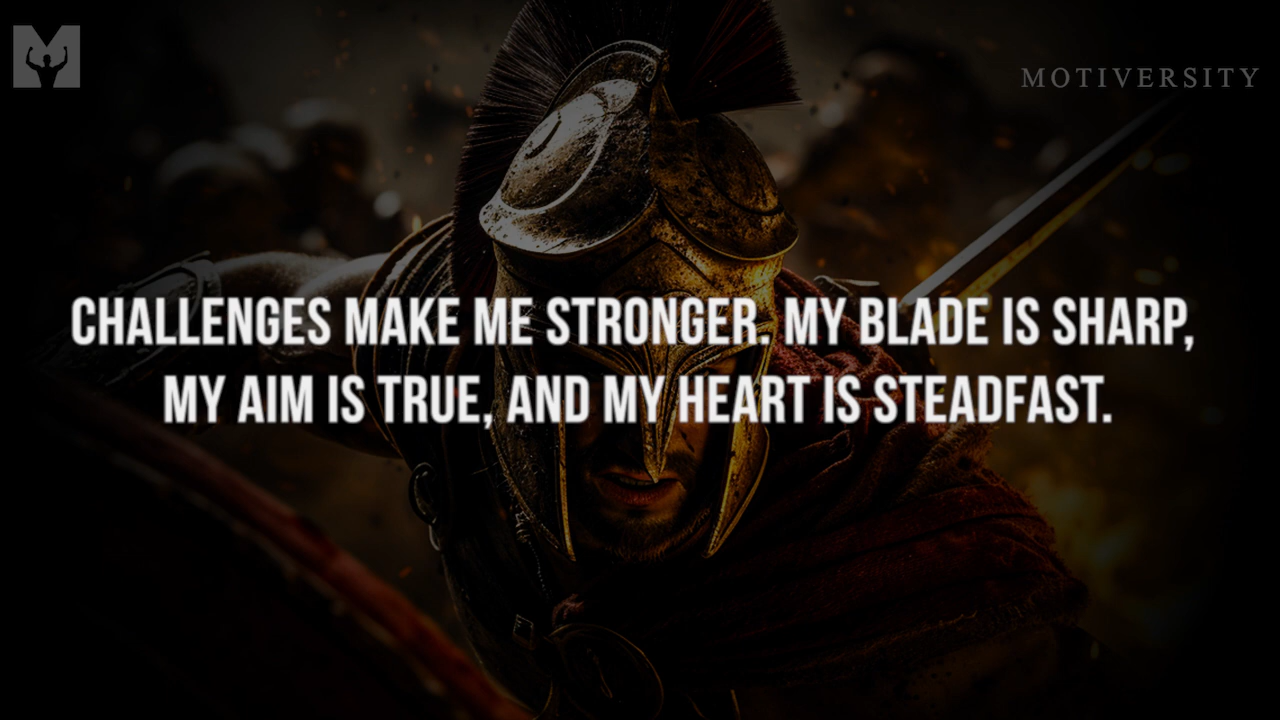 MOTIVERSITY
CHALLENGES MAKE ME STRONGER. MY BLADE IS SHARP,
MY AIM IS TRUE, AND MY HEART IS STEADFAST.